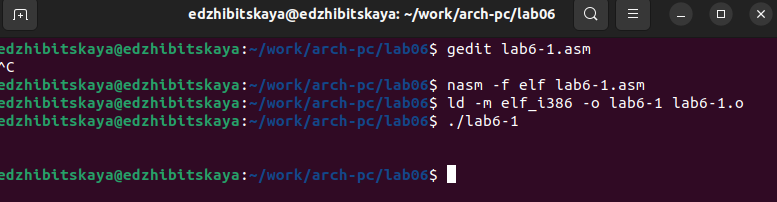 edzhibitskaya@edzhibitskaya: ~/work/arch-pc/lab06
edzhibitskaya@edzhibitskaya:~/work/arch-pc/lab06$ gedit lab6-1.asm
^C
edzhibitskaya@edzhibitskaya:~/work/arch-pc/lab06$ nasm -f elf lab6-1.asm
edzhibitskaya@edzhibitskaya:~/work/arch-pc/lab06$ ld -m elf_i386 -o lab6-1 lab6-1.o
edzhibitskaya@edzhibitskaya:~/work/arch-pc/lab06$ ./lab6-1
edzhibitskaya@edzhibitskaya:~/work/arch-pc/lab06$